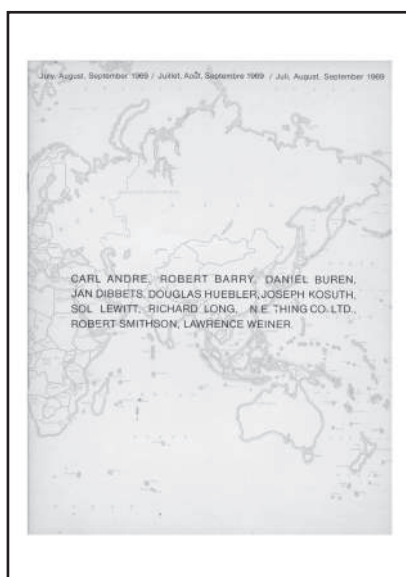 July, August, September 1969 / Juillet, Août, Septembre 1969 / Juli, August, September 1969
CARL ANDRE, ROBERT BARRY, DANIEL BUREN,
JAN DIBBETS, DOUGLAS HUEBLER, JOSEPH KOSUTH,
SOL LEWITT, RICHARD LONG, N.E. THING CO. LTD.,
ROBERT SMITHSON, LAWRENCE WEINER.